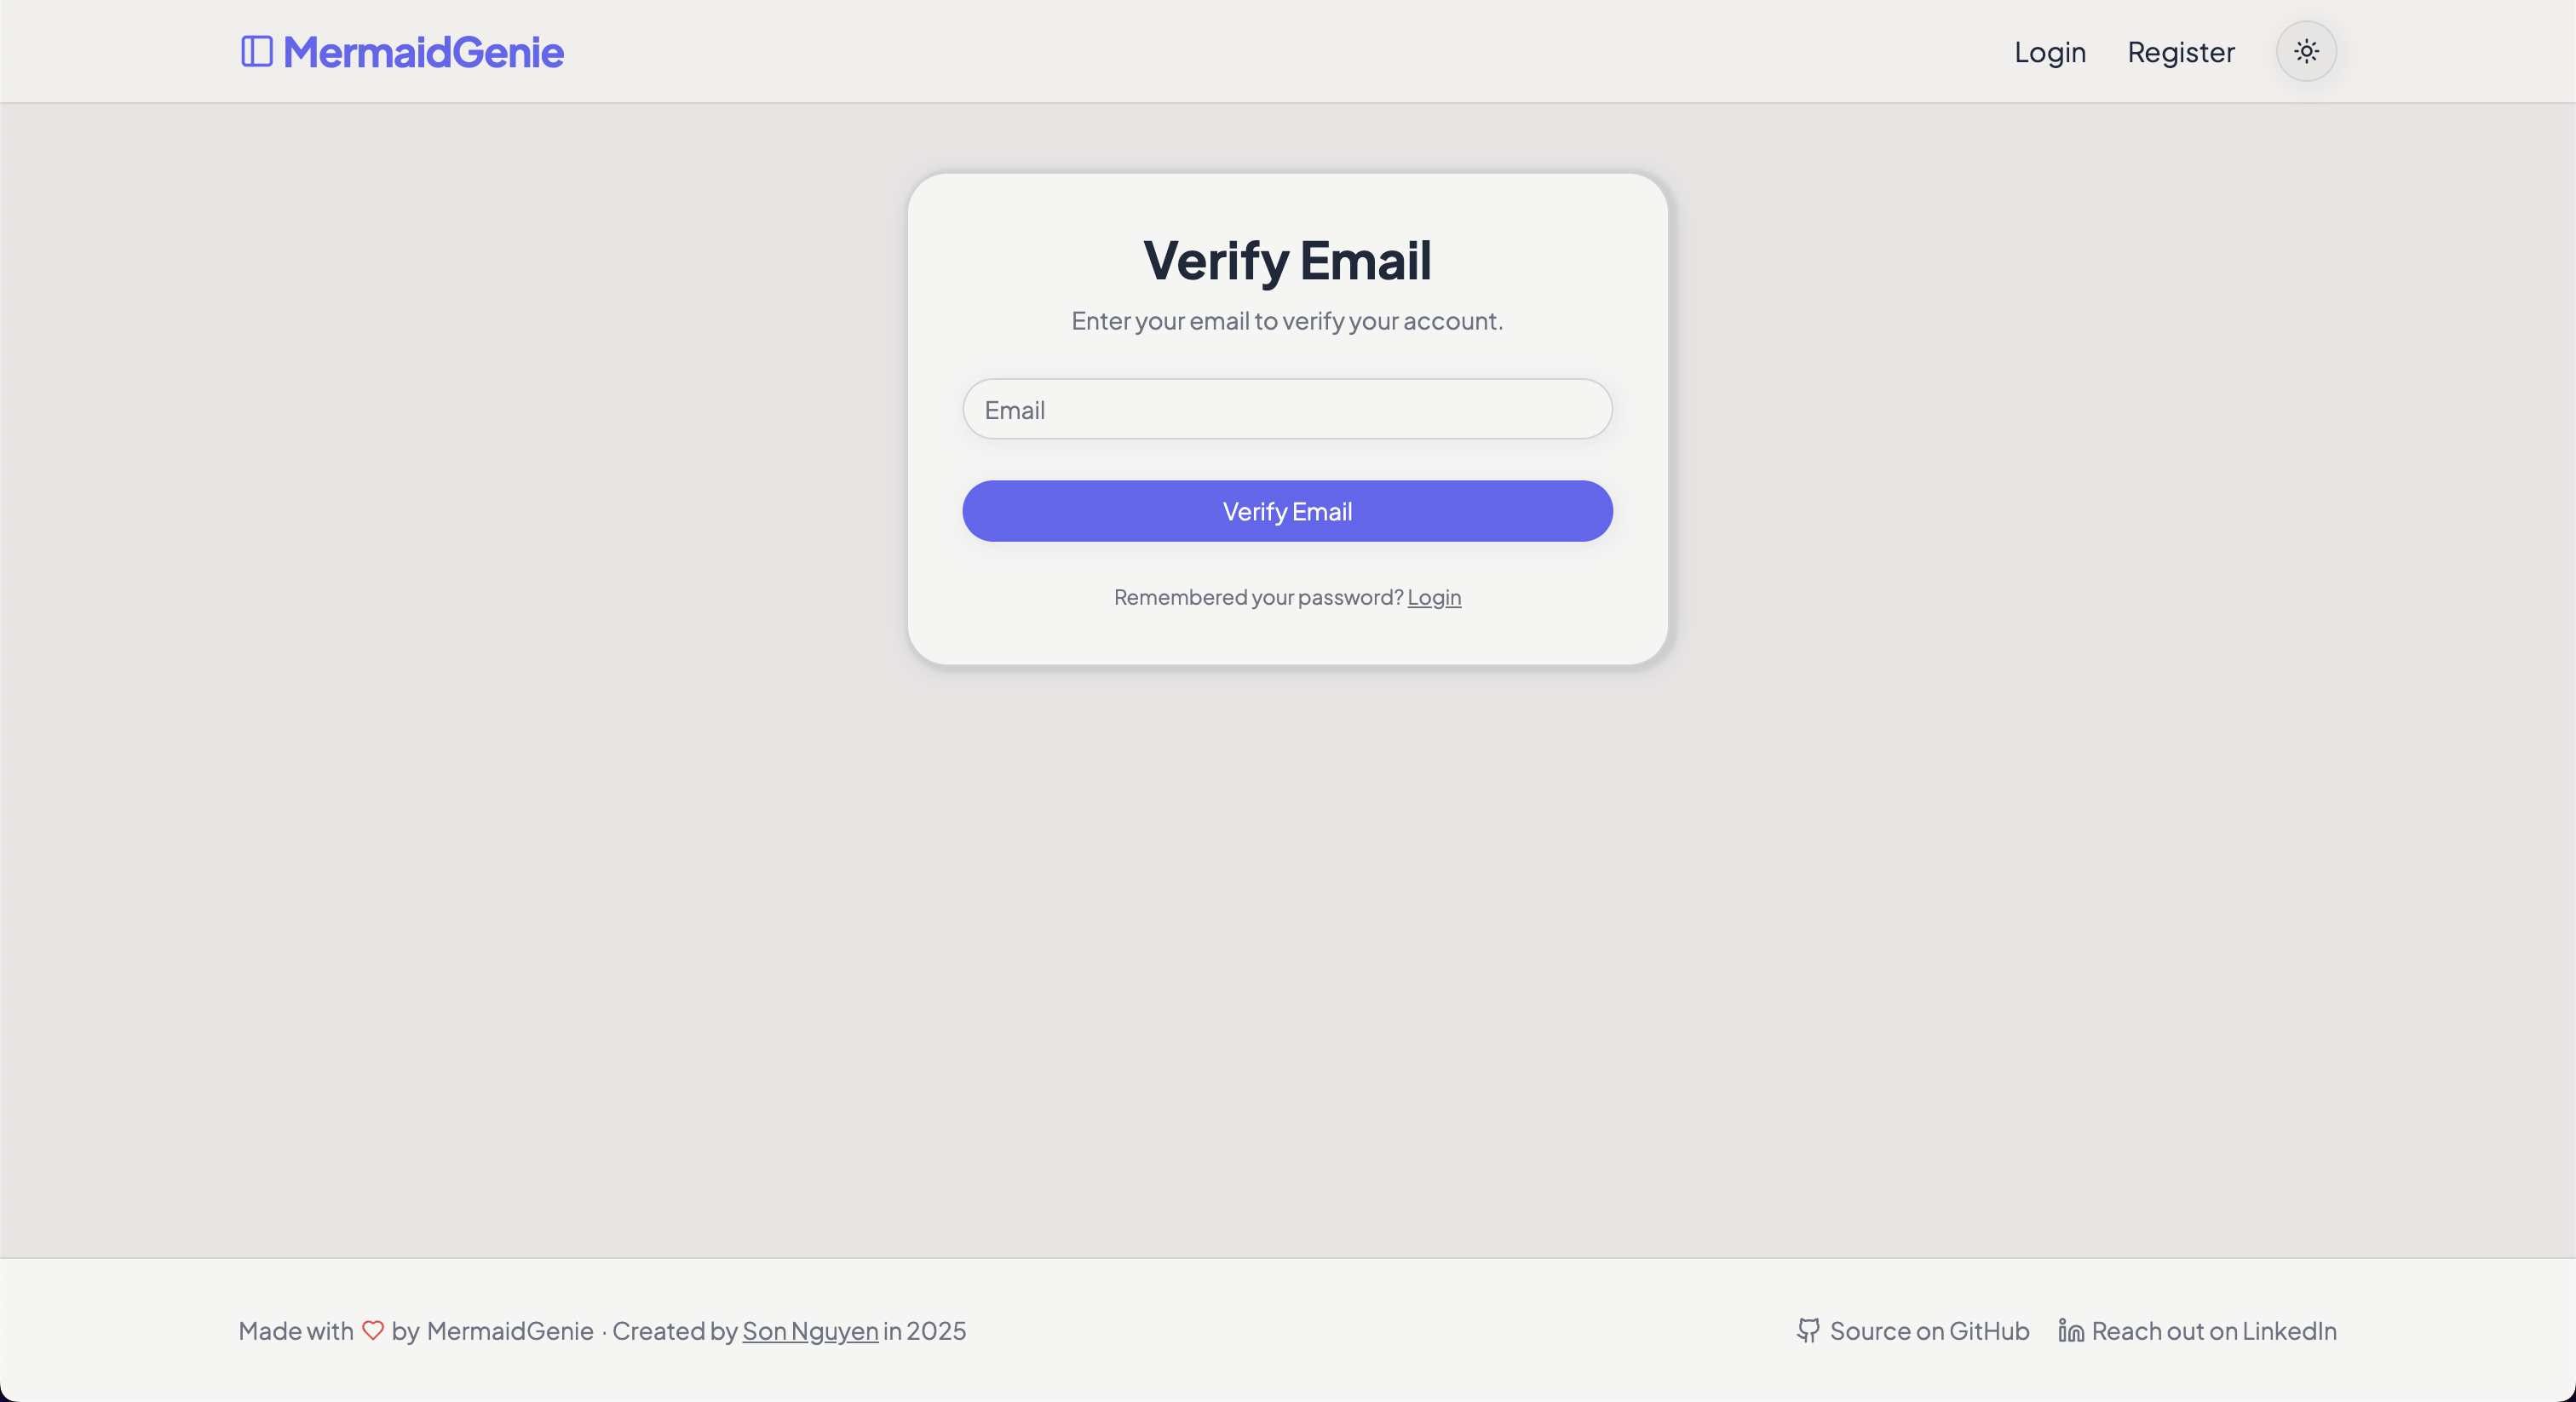 MermaidGenie
Login
Register
Verify Email
Enter your email to verify your account.
Email
Verify Email
Remembered your password? Login
Made with by MermaidGenie · Created by Son Nguyen in 2025
Source on GitHub
Reach out on LinkedIn